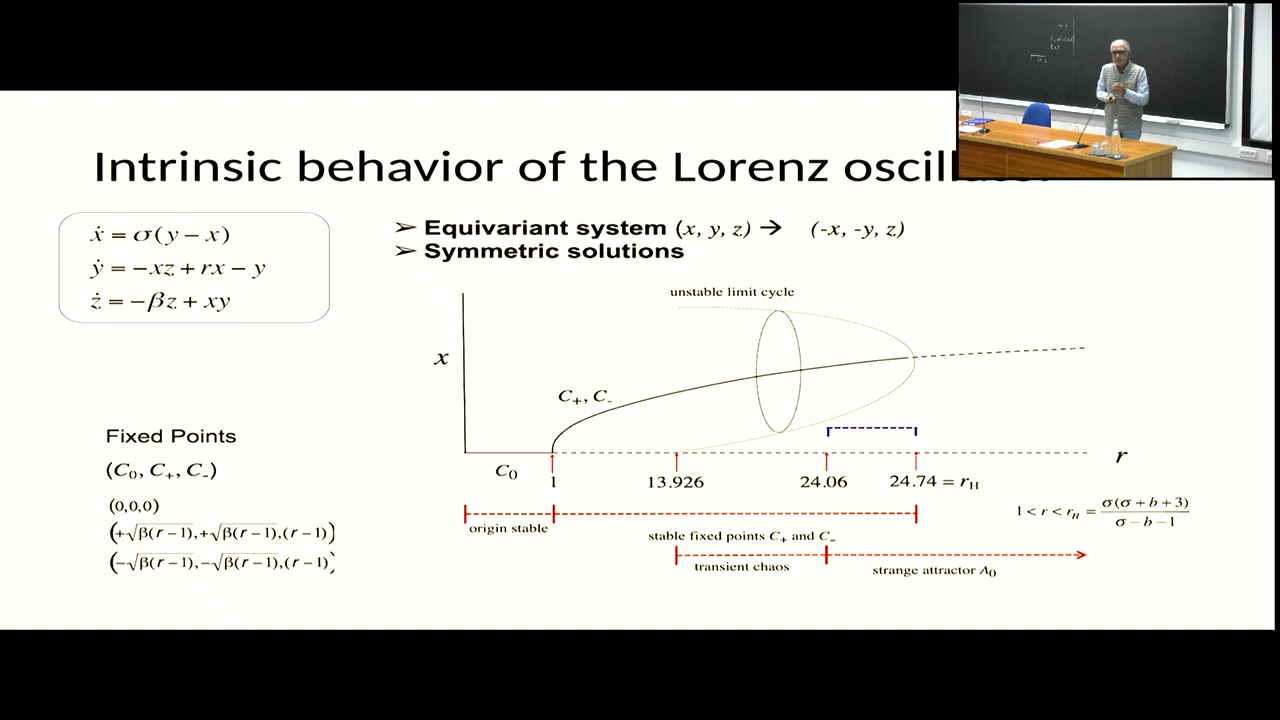 Intrinsic behavior of the Lorenz
ẋ = σ(y − x)
ẏ = −xz + rx − y
ż = −βz + xy
➢ Equivariant system (x, y, z) → (-x, -y, z)
➢ Symmetric solutions
unstable limit cycle
x
C₊, C₋
C₀
1
13.926
24.06
24.74 = r_H
r
origin stable
stable fixed points C₊ and C₋
transient chaos
strange attractor A₀
1 < r < r_H = σ(σ + b + 3) / σ − b − 1
Fixed Points
(C₀, C₊, C₋)
(0,0,0)
(+√β(r − 1), +√β(r − 1), (r − 1))
(−√β(r − 1), −√β(r − 1), (r − 1)